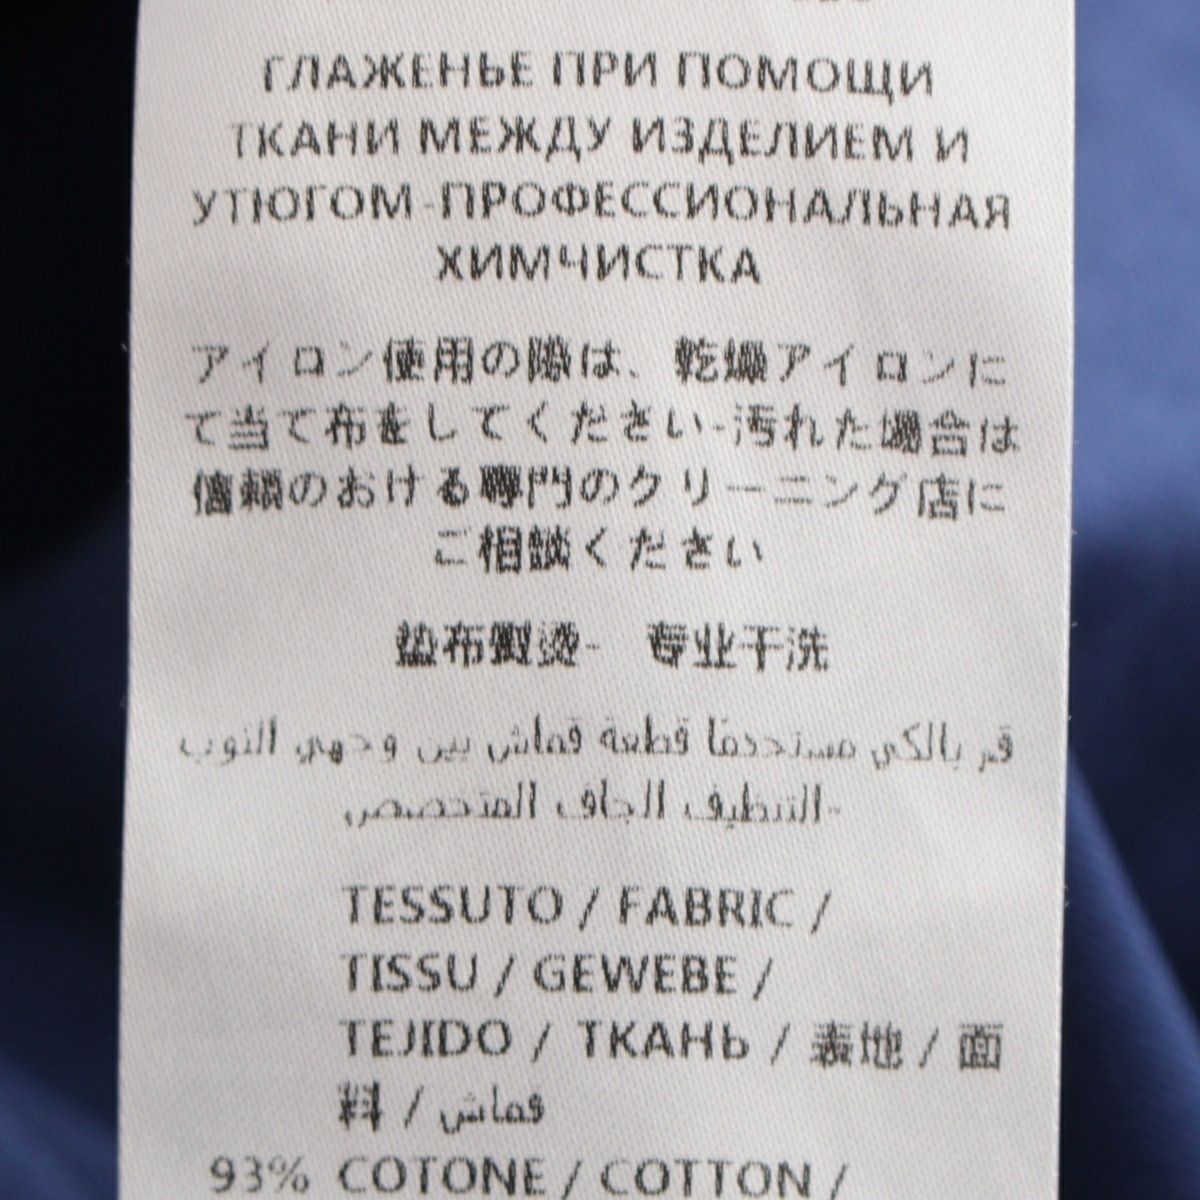 ГЛАЖЕНЬЕ ПРИ ПОМОЩИ
ТКАНИ МЕЖДУ ИЗДЕЛИЕМ И
УТЮГОМ-ПРОФЕССИОНАЛЬНАЯ
ХИМЧИСТКА
アイロン使用の際は、乾燥アイロンに
て当て布をしてください-汚れた場合は
信頼のおける専門のクリーニング店に
ご相談ください
垫布熨烫- 专业干洗
قم بالكي مستخدمًا قطعة قماش بين وجهي الثوب
-التنظيف الجاف المتخصص
TESSUTO / FABRIC /
TISSU / GEWEBE /
TEJIDO / ТКАНЬ / 表地 / 面
料 / قماش
93% COTONE / COTTON /